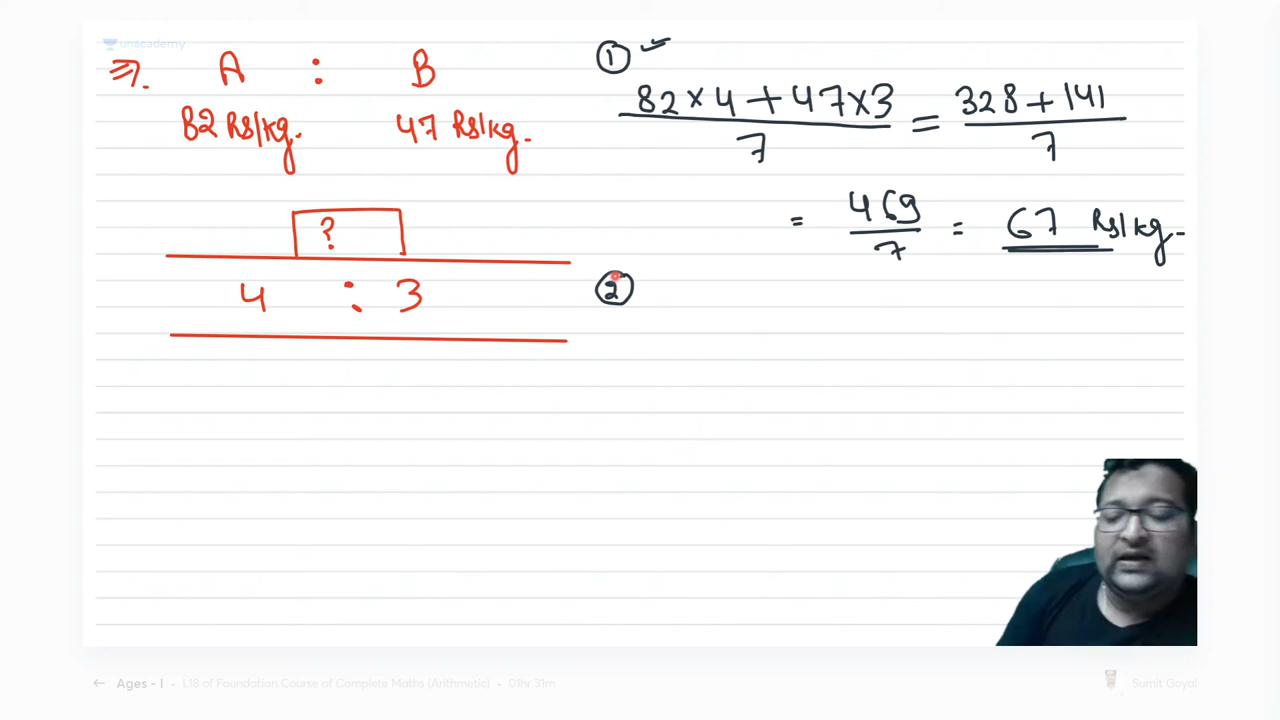 unacademy
⇒. A : B
82 Rs/kg. 47 Rs/kg.
?
4 : 3
① ✓
82 × 4 + 47 × 3 / 7 = 328 + 141 / 7
= 469 / 7 = 67 Rs/kg.
②
← Ages - I • L18 of Foundation Course of Complete Maths (Arithmetic) • 01hr 31m
Sumit Goyal